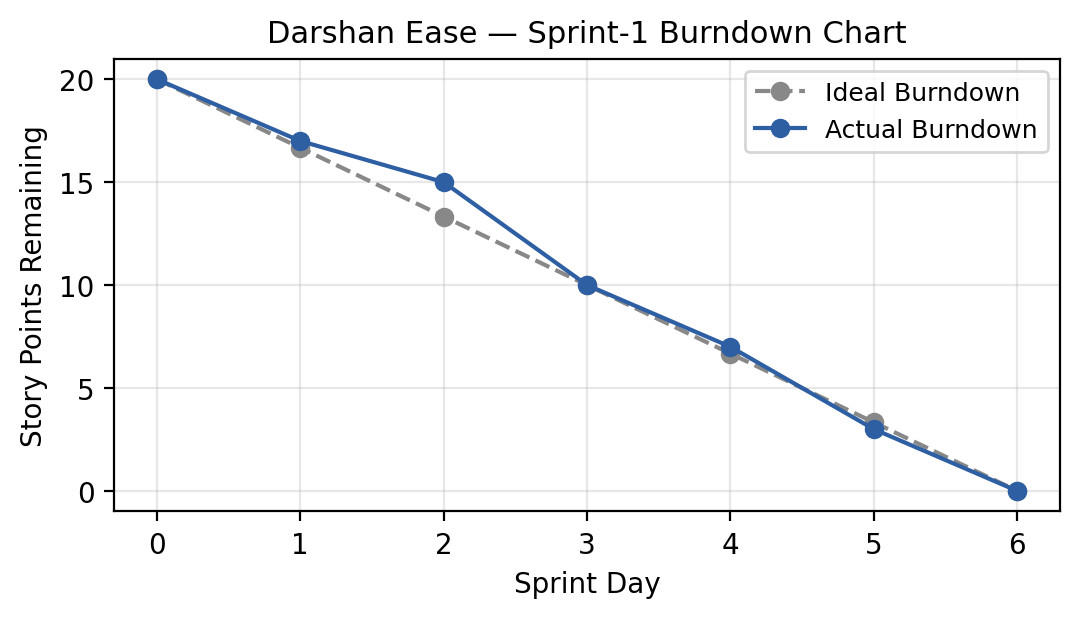 Darshan Ease — Sprint-1 Burndown Chart
Ideal Burndown
Actual Burndown
Story Points Remaining
20
15
10
5
0
0 1 2 3 4 5 6
Sprint Day